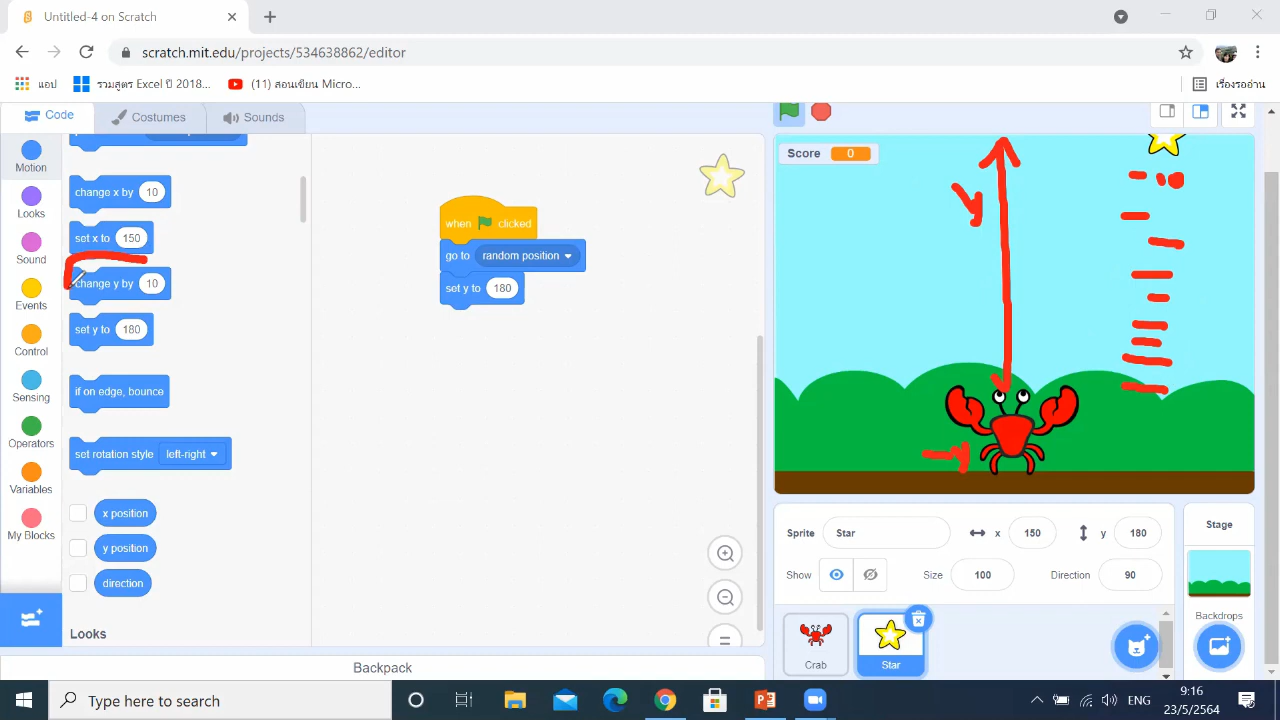 Untitled-4 on Scratch
scratch.mit.edu/projects/534638862/editor
แอป
รวมสูตร Excel ปี 2018...
(11) สอนเขียน Micro...
เรื่องรออ่าน
Code
Costumes
Sounds
Motion
Looks
Sound
Events
Control
Sensing
Operators
Variables
My Blocks
change x by 10
set x to 150
change y by 10
set y to 180
if on edge, bounce
set rotation style left-right
x position
y position
direction
Looks
when clicked
go to random position
set y to 180
Score 0
y
Sprite Star x 150 y 180
Show Size 100 Direction 90
Crab
Star
Stage
Backdrops
Backpack
Type here to search
ENG
9:16
23/5/2564